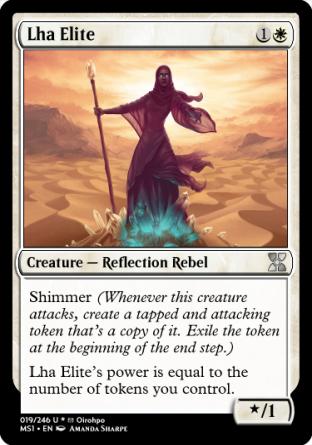 Lha Elite 1
Creature — Reflection Rebel
Shimmer (Whenever this creature
attacks, create a tapped and attacking
token that's a copy of it. Exile the token
at the beginning of the end step.)
Lha Elite's power is equal to the
number of tokens you control.
★/1
019/246 U * Oirohpo
MS1 • EN Amanda Sharpe